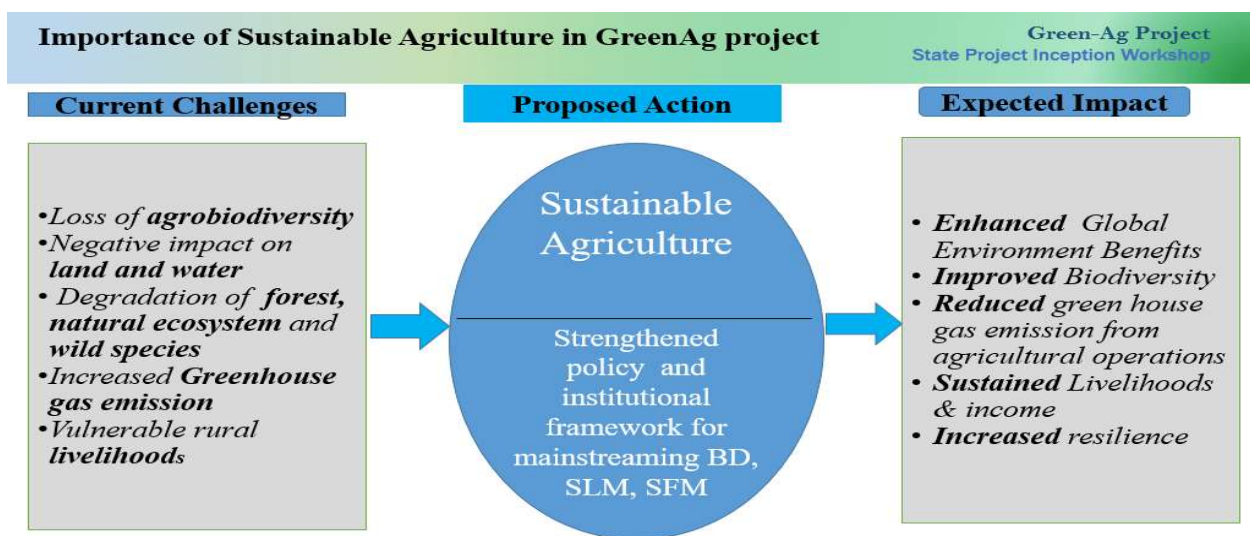 Importance of Sustainable Agriculture in GreenAg project
Green-Ag Project
State Project Inception Workshop
Current Challenges
•Loss of agrobiodiversity
•Negative impact on
land and water
• Degradation of forest,
natural ecosystem and
wild species
•Increased Greenhouse
gas emission
•Vulnerable rural
livelihoods
Proposed Action
Sustainable
Agriculture
Strengthened
policy and
institutional
framework for
mainstreaming BD,
SLM, SFM
Expected Impact
• Enhanced Global
Environment Benefits
• Improved Biodiversity
• Reduced green house
gas emission from
agricultural operations
• Sustained Livelihoods
& income
• Increased resilience